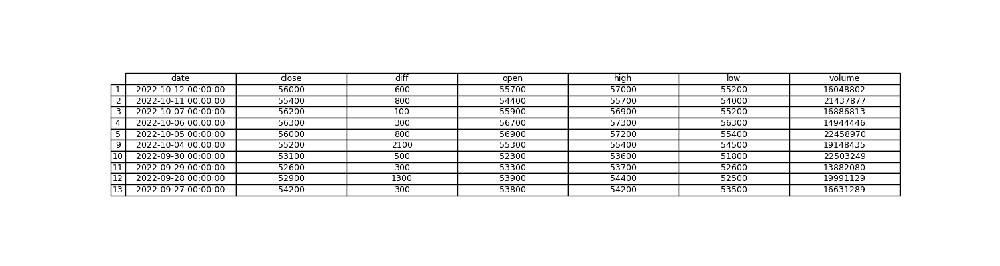 date close diff open high low volume
1 2022-10-12 00:00:00 56000 600 55700 57000 55200 16048802
2 2022-10-11 00:00:00 55400 800 54400 55700 54000 21437877
3 2022-10-07 00:00:00 56200 100 55900 56900 55200 16886813
4 2022-10-06 00:00:00 56300 300 56700 57300 56300 14944446
5 2022-10-05 00:00:00 56000 800 56900 57200 55400 22458970
9 2022-10-04 00:00:00 55200 2100 55300 55400 54500 19148435
10 2022-09-30 00:00:00 53100 500 52300 53600 51800 22503249
11 2022-09-29 00:00:00 52600 300 53300 53700 52600 13882080
12 2022-09-28 00:00:00 52900 1300 53900 54400 52500 19991129
13 2022-09-27 00:00:00 54200 300 53800 54200 53500 16631289